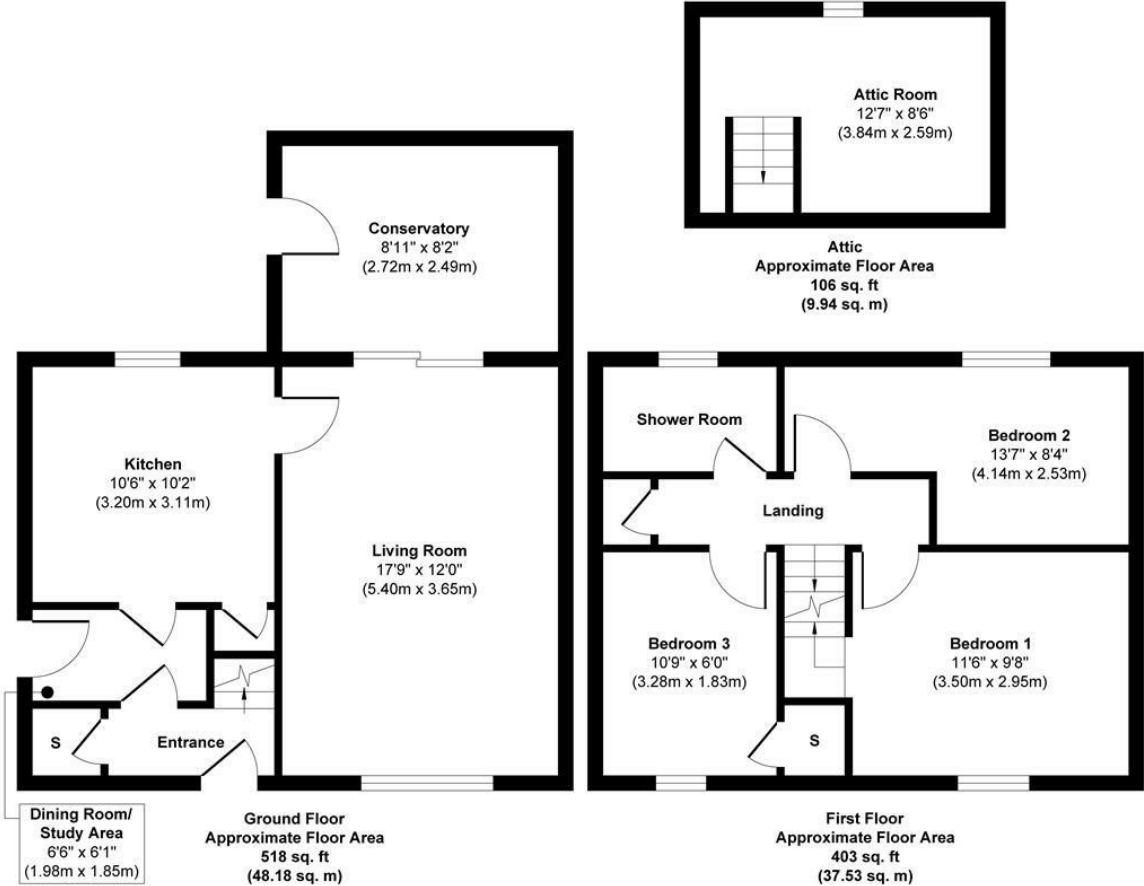 Attic Room
12'7" x 8'6"
(3.84m x 2.59m)
Attic
Approximate Floor Area
106 sq. ft
(9.94 sq. m)
Conservatory
8'11" x 8'2"
(2.72m x 2.49m)
Kitchen
10'6" x 10'2"
(3.20m x 3.11m)
Living Room
17'9" x 12'0"
(5.40m x 3.65m)
S
Entrance
Dining Room/
Study Area
6'6" x 6'1"
(1.98m x 1.85m)
Ground Floor
Approximate Floor Area
518 sq. ft
(48.18 sq. m)
Shower Room
Bedroom 2
13'7" x 8'4"
(4.14m x 2.53m)
Landing
Bedroom 3
10'9" x 6'0"
(3.28m x 1.83m)
Bedroom 1
11'6" x 9'8"
(3.50m x 2.95m)
S
First Floor
Approximate Floor Area
403 sq. ft
(37.53 sq. m)